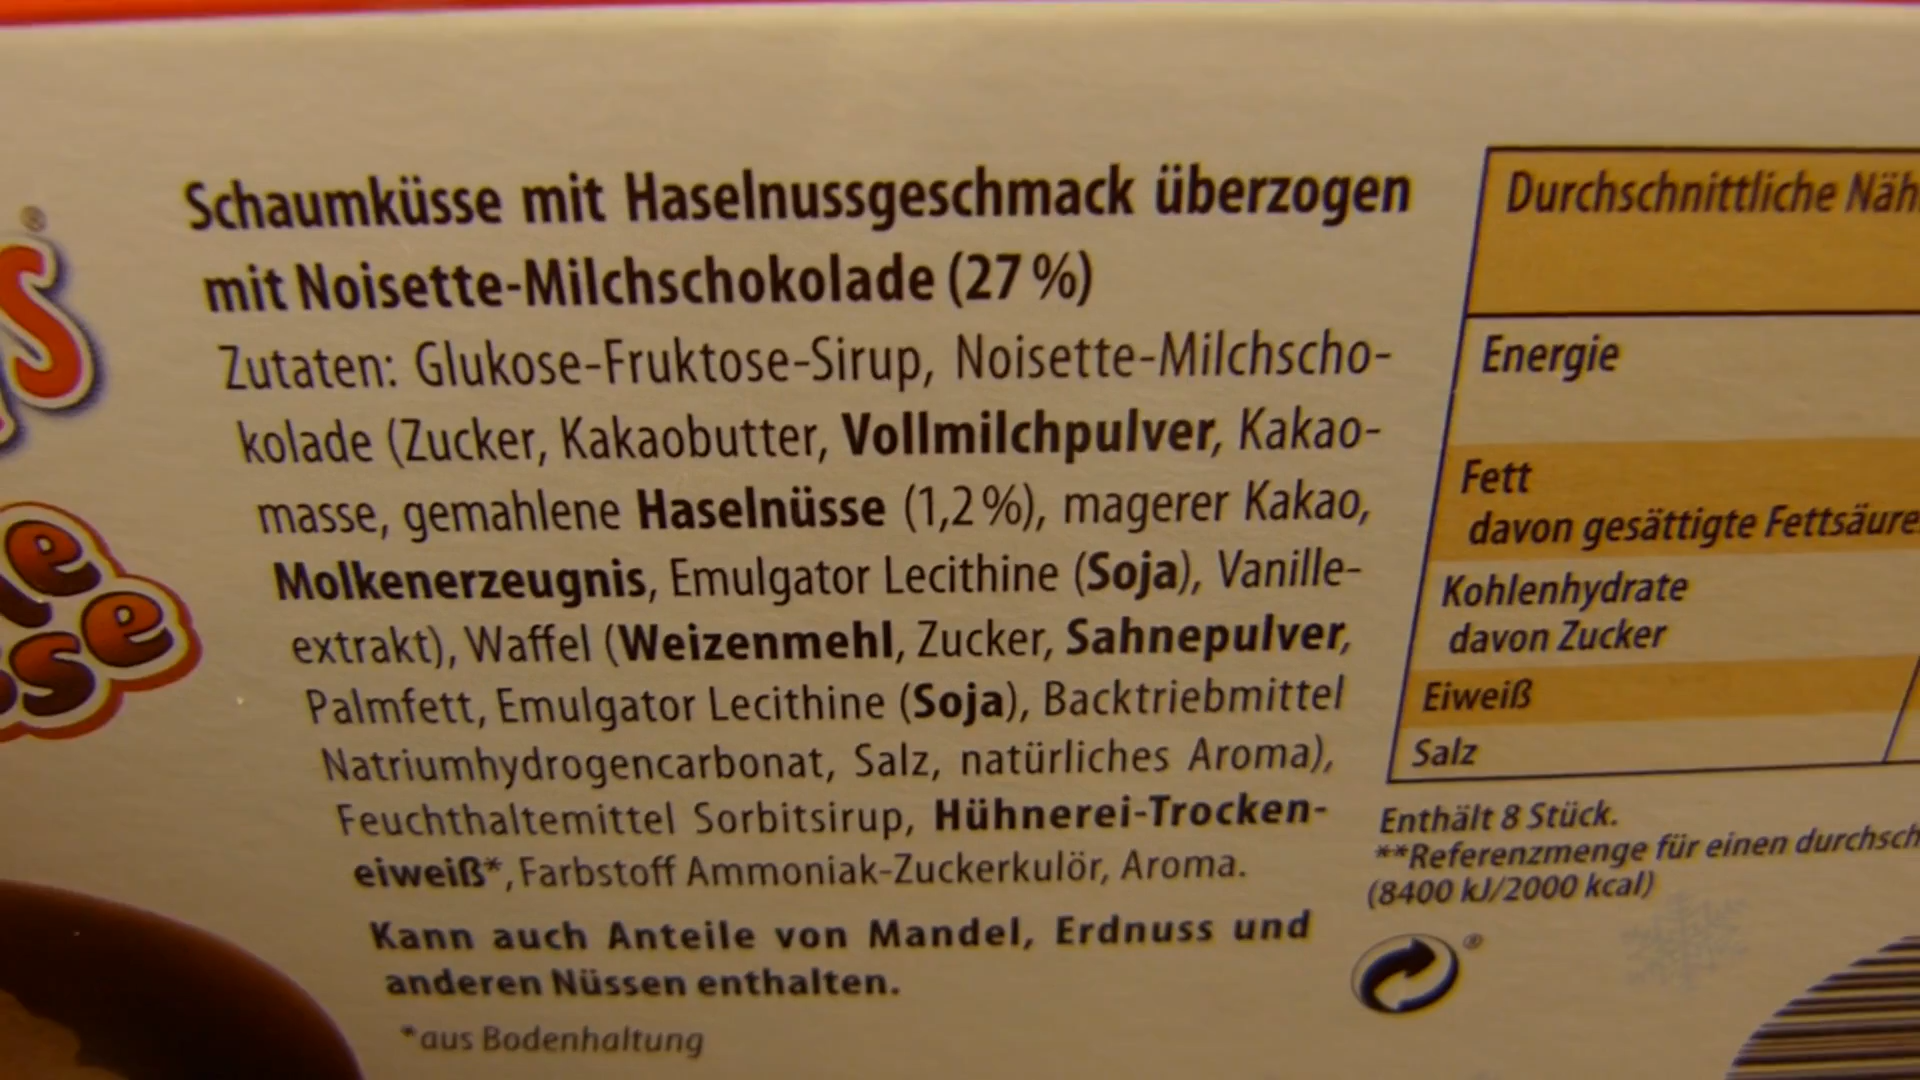 Schaumküsse mit Haselnussgeschmack überzogen
mit Noisette-Milchschokolade (27 %)
Zutaten: Glukose-Fruktose-Sirup, Noisette-Milchscho-
kolade (Zucker, Kakaobutter, Vollmilchpulver, Kakao-
masse, gemahlene Haselnüsse (1,2 %), magerer Kakao,
Molkenerzeugnis, Emulgator Lecithine (Soja), Vanille-
extrakt), Waffel (Weizenmehl, Zucker, Sahnepulver,
Palmfett, Emulgator Lecithine (Soja), Backtriebmittel
Natriumhydrogencarbonat, Salz, natürliches Aroma),
Feuchthaltemittel Sorbitsirup, Hühnerei-Trocken-
eiweiß*, Farbstoff Ammoniak-Zuckerkulör, Aroma.
Kann auch Anteile von Mandel, Erdnuss und
anderen Nüssen enthalten.
*aus Bodenhaltung
Durchschnittliche Näh
Energie
Fett
davon gesättigte Fettsäure
Kohlenhydrate
davon Zucker
Eiweiß
Salz
Enthält 8 Stück.
**Referenzmenge für einen durchsch
(8400 kJ/2000 kcal)